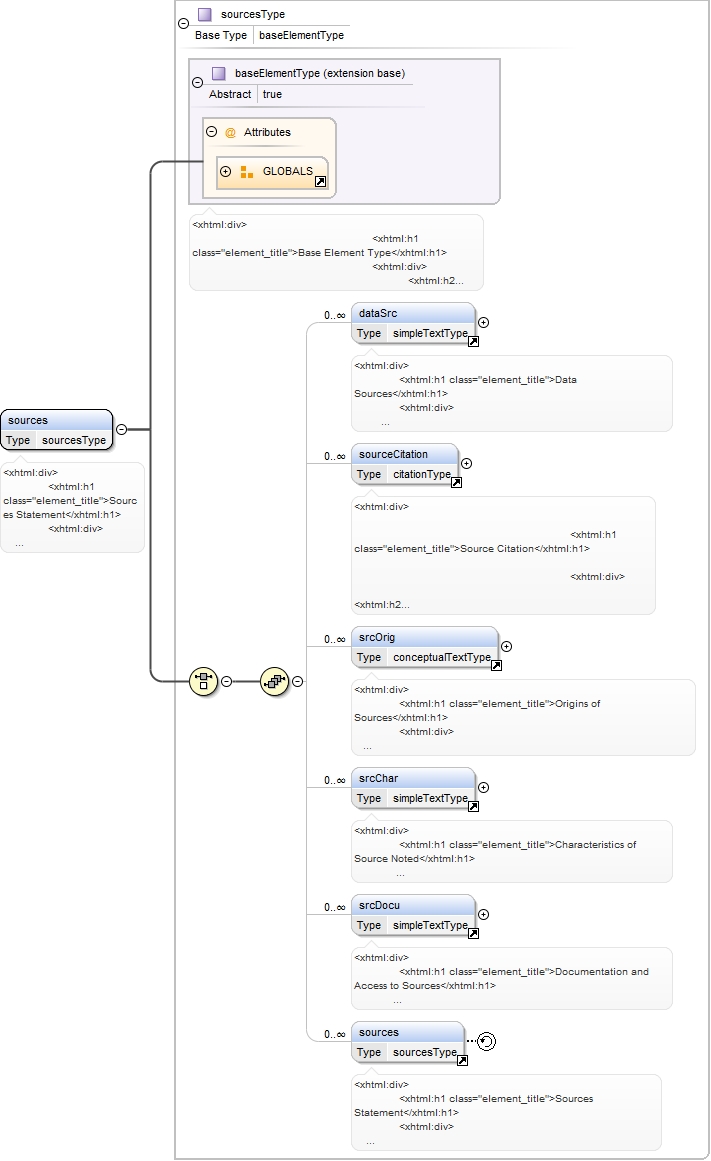 sourcesType
Base Type baseElementType
baseElementType (extension base)
Abstract true
@ Attributes
GLOBALS
<xhtml:div>
<xhtml:h1
class="element_title">Base Element Type</xhtml:h1>
<xhtml:div>
<xhtml:h2...
0..∞ dataSrc
Type simpleTextType
<xhtml:div>
<xhtml:h1 class="element_title">Data
Sources</xhtml:h1>
<xhtml:div>
...
sources
Type sourcesType
<xhtml:div>
<xhtml:h1
class="element_title">Sourc
es Statement</xhtml:h1>
<xhtml:div>
...
0..∞ sourceCitation
Type citationType
<xhtml:div>
<xhtml:h1
class="element_title">Source Citation</xhtml:h1>
<xhtml:div>
<xhtml:h2...
0..∞ srcOrig
Type conceptualTextType
<xhtml:div>
<xhtml:h1 class="element_title">Origins of
Sources</xhtml:h1>
<xhtml:div>
...
0..∞ srcChar
Type simpleTextType
<xhtml:div>
<xhtml:h1 class="element_title">Characteristics of
Source Noted</xhtml:h1>
...
0..∞ srcDocu
Type simpleTextType
<xhtml:div>
<xhtml:h1 class="element_title">Documentation and
Access to Sources</xhtml:h1>
...
0..∞ sources
Type sourcesType
<xhtml:div>
<xhtml:h1 class="element_title">Sources
Statement</xhtml:h1>
<xhtml:div>
...